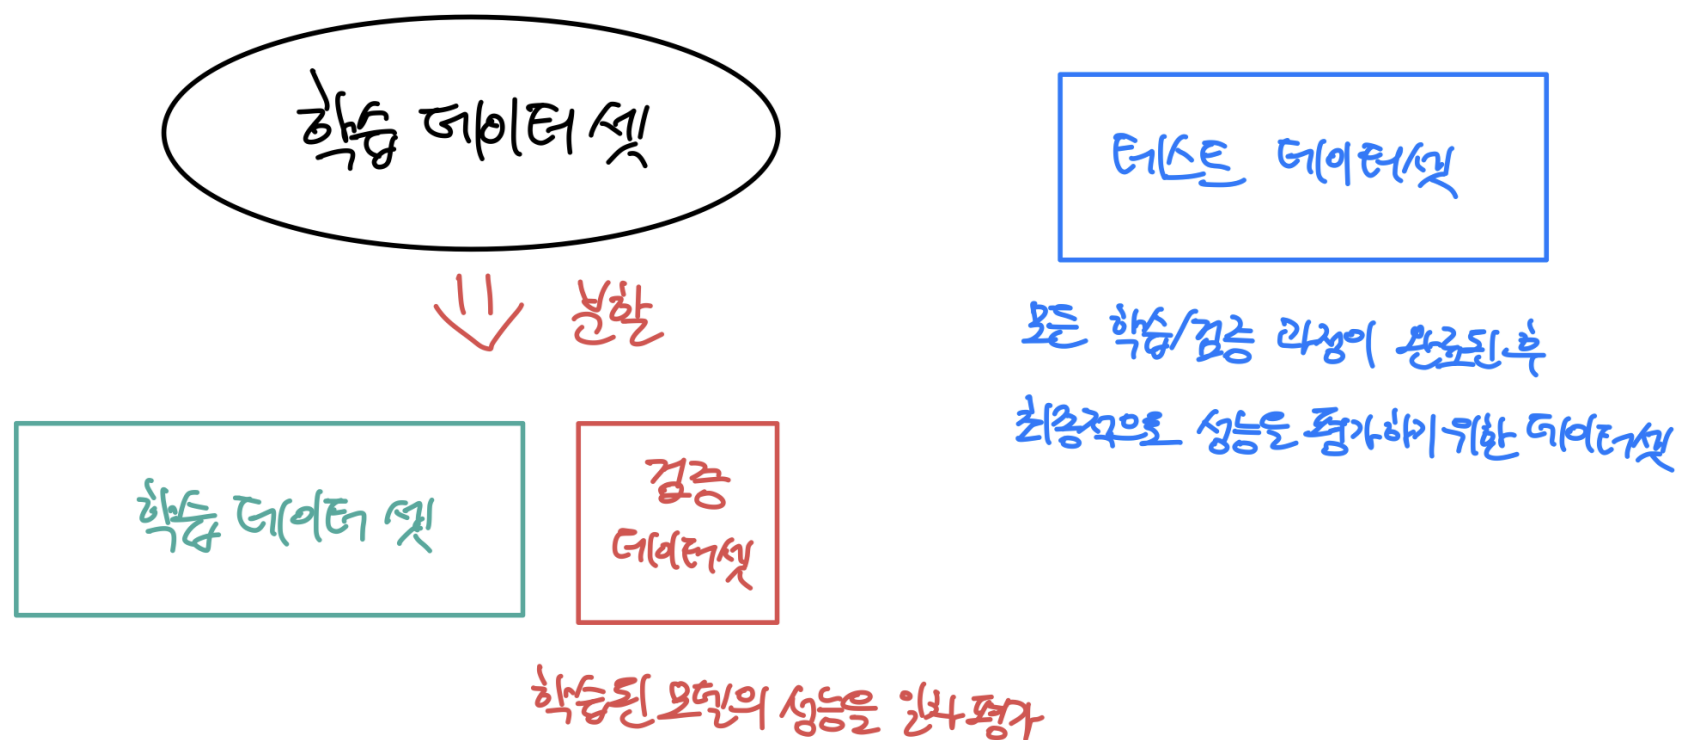 학습 데이터 셋
테스트 데이터셋
분할
모든 학습/검증 과정이 완료된 후
최종적으로 성능을 평가하기 위한 데이터셋
학습 데이터 셋
검증
데이터셋
학습된 모델의 성능을 일차 평가